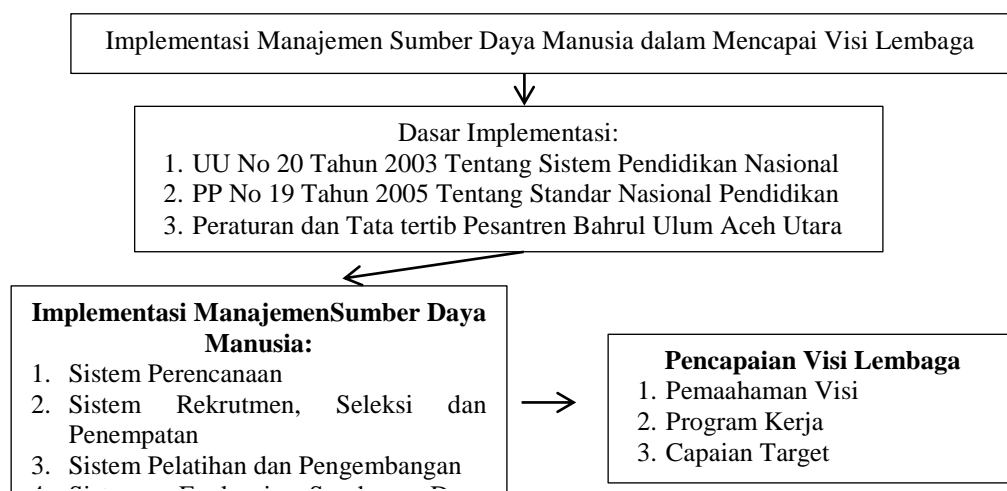 Implementasi Manajemen Sumber Daya Manusia dalam Mencapai Visi Lembaga
Dasar Implementasi:
1. UU No 20 Tahun 2003 Tentang Sistem Pendidikan Nasional
2. PP No 19 Tahun 2005 Tentang Standar Nasional Pendidikan
3. Peraturan dan Tata tertib Pesantren Bahrul Ulum Aceh Utara
Implementasi ManajemenSumber Daya
Manusia:
1. Sistem Perencanaan
2. Sistem Rekrutmen, Seleksi dan
Penempatan
3. Sistem Pelatihan dan Pengembangan
Pencapaian Visi Lembaga
1. Pemaahaman Visi
2. Program Kerja
3. Capaian Target